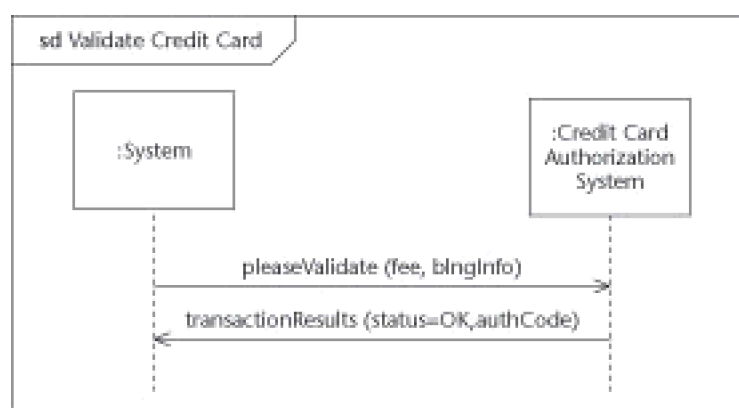 sd Validate Credit Card
:System
:Credit Card
Authorization
System
pleaseValidate (fee, blngInfo)
transactionResults (status=OK,authCode)